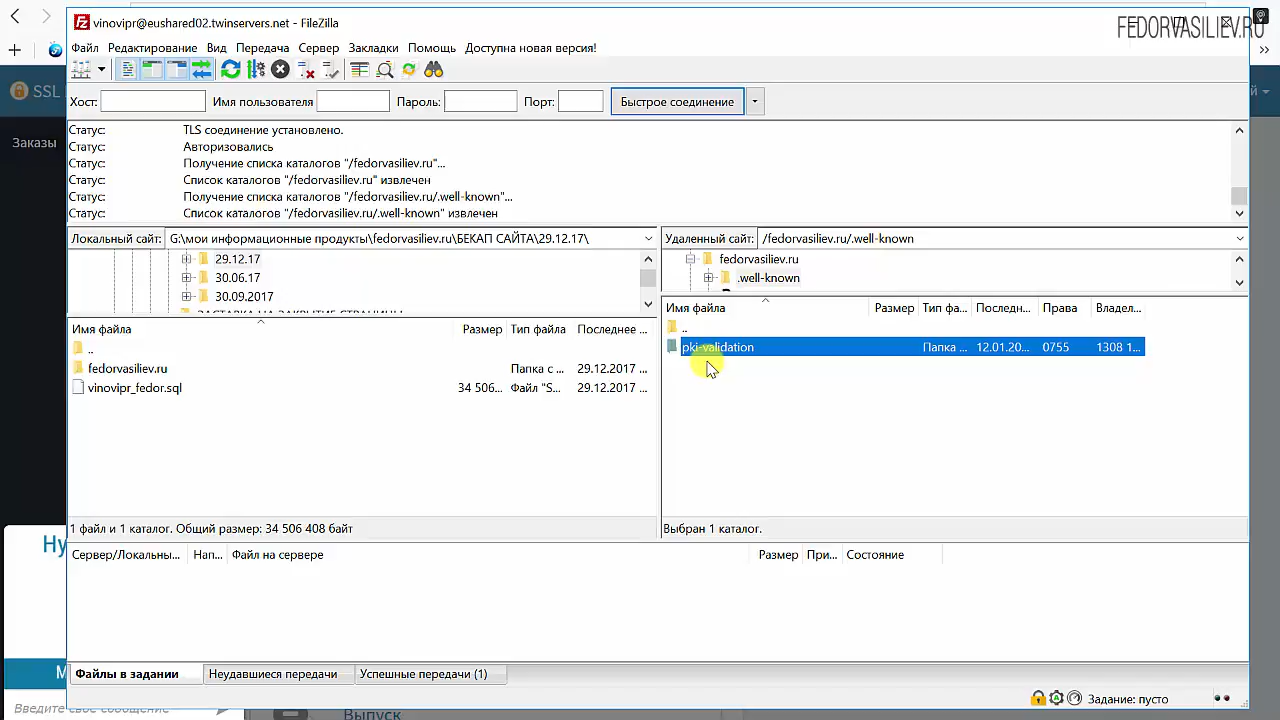 vinovipr@eushared02.twinservers.net - FileZilla
FEDORVASILIEV.RU
Файл Редактирование Вид Передача Сервер Закладки Помощь Доступна новая версия!
SSL
Хост: Имя пользователя Пароль: Порт: Быстрое соединение
Статус: TLS соединение установлено.
Заказы
Статус: Авторизовались
Статус: Получение списка каталогов "/fedorvasiliev.ru"...
Статус: Список каталогов "/fedorvasiliev.ru" извлечен
Статус: Получение списка каталогов "/fedorvasiliev.ru/.well-known"...
Статус: Список каталогов "/fedorvasiliev.ru/.well-known" извлечен
Локальный сайт: G:\мои информационные продукты\fedorvasiliev.ru\БЕКАП САЙТА\29.12.17\
29.12.17
30.06.17
30.09.2017
ЗАСТАВКА НА ЗАКРЫТИЕ СТРАНИЦЫ
Имя файла Размер Тип файла Последнее ...
..
fedorvasiliev.ru Папка с ... 29.12.2017 ...
vinovipr_fedor.sql 34 506... Файл "S... 29.12.2017 ...
1 файл и 1 каталог. Общий размер: 34 506 408 байт
Удаленный сайт: /fedorvasiliev.ru/.well-known
fedorvasiliev.ru
.well-known
Имя файла Размер Тип фа... Последн... Права Владел...
..
pki-validation Папка ... 12.01.20... 0755 1308 1...
Выбран 1 каталог.
Ну
Сервер/Локальны... Нап... Файл на сервере Размер При... Состояние
М
Файлы в задании Неудавшиеся передачи Успешные передачи (1)
Задание: пусто
Введите свое сообщение
Выпуск